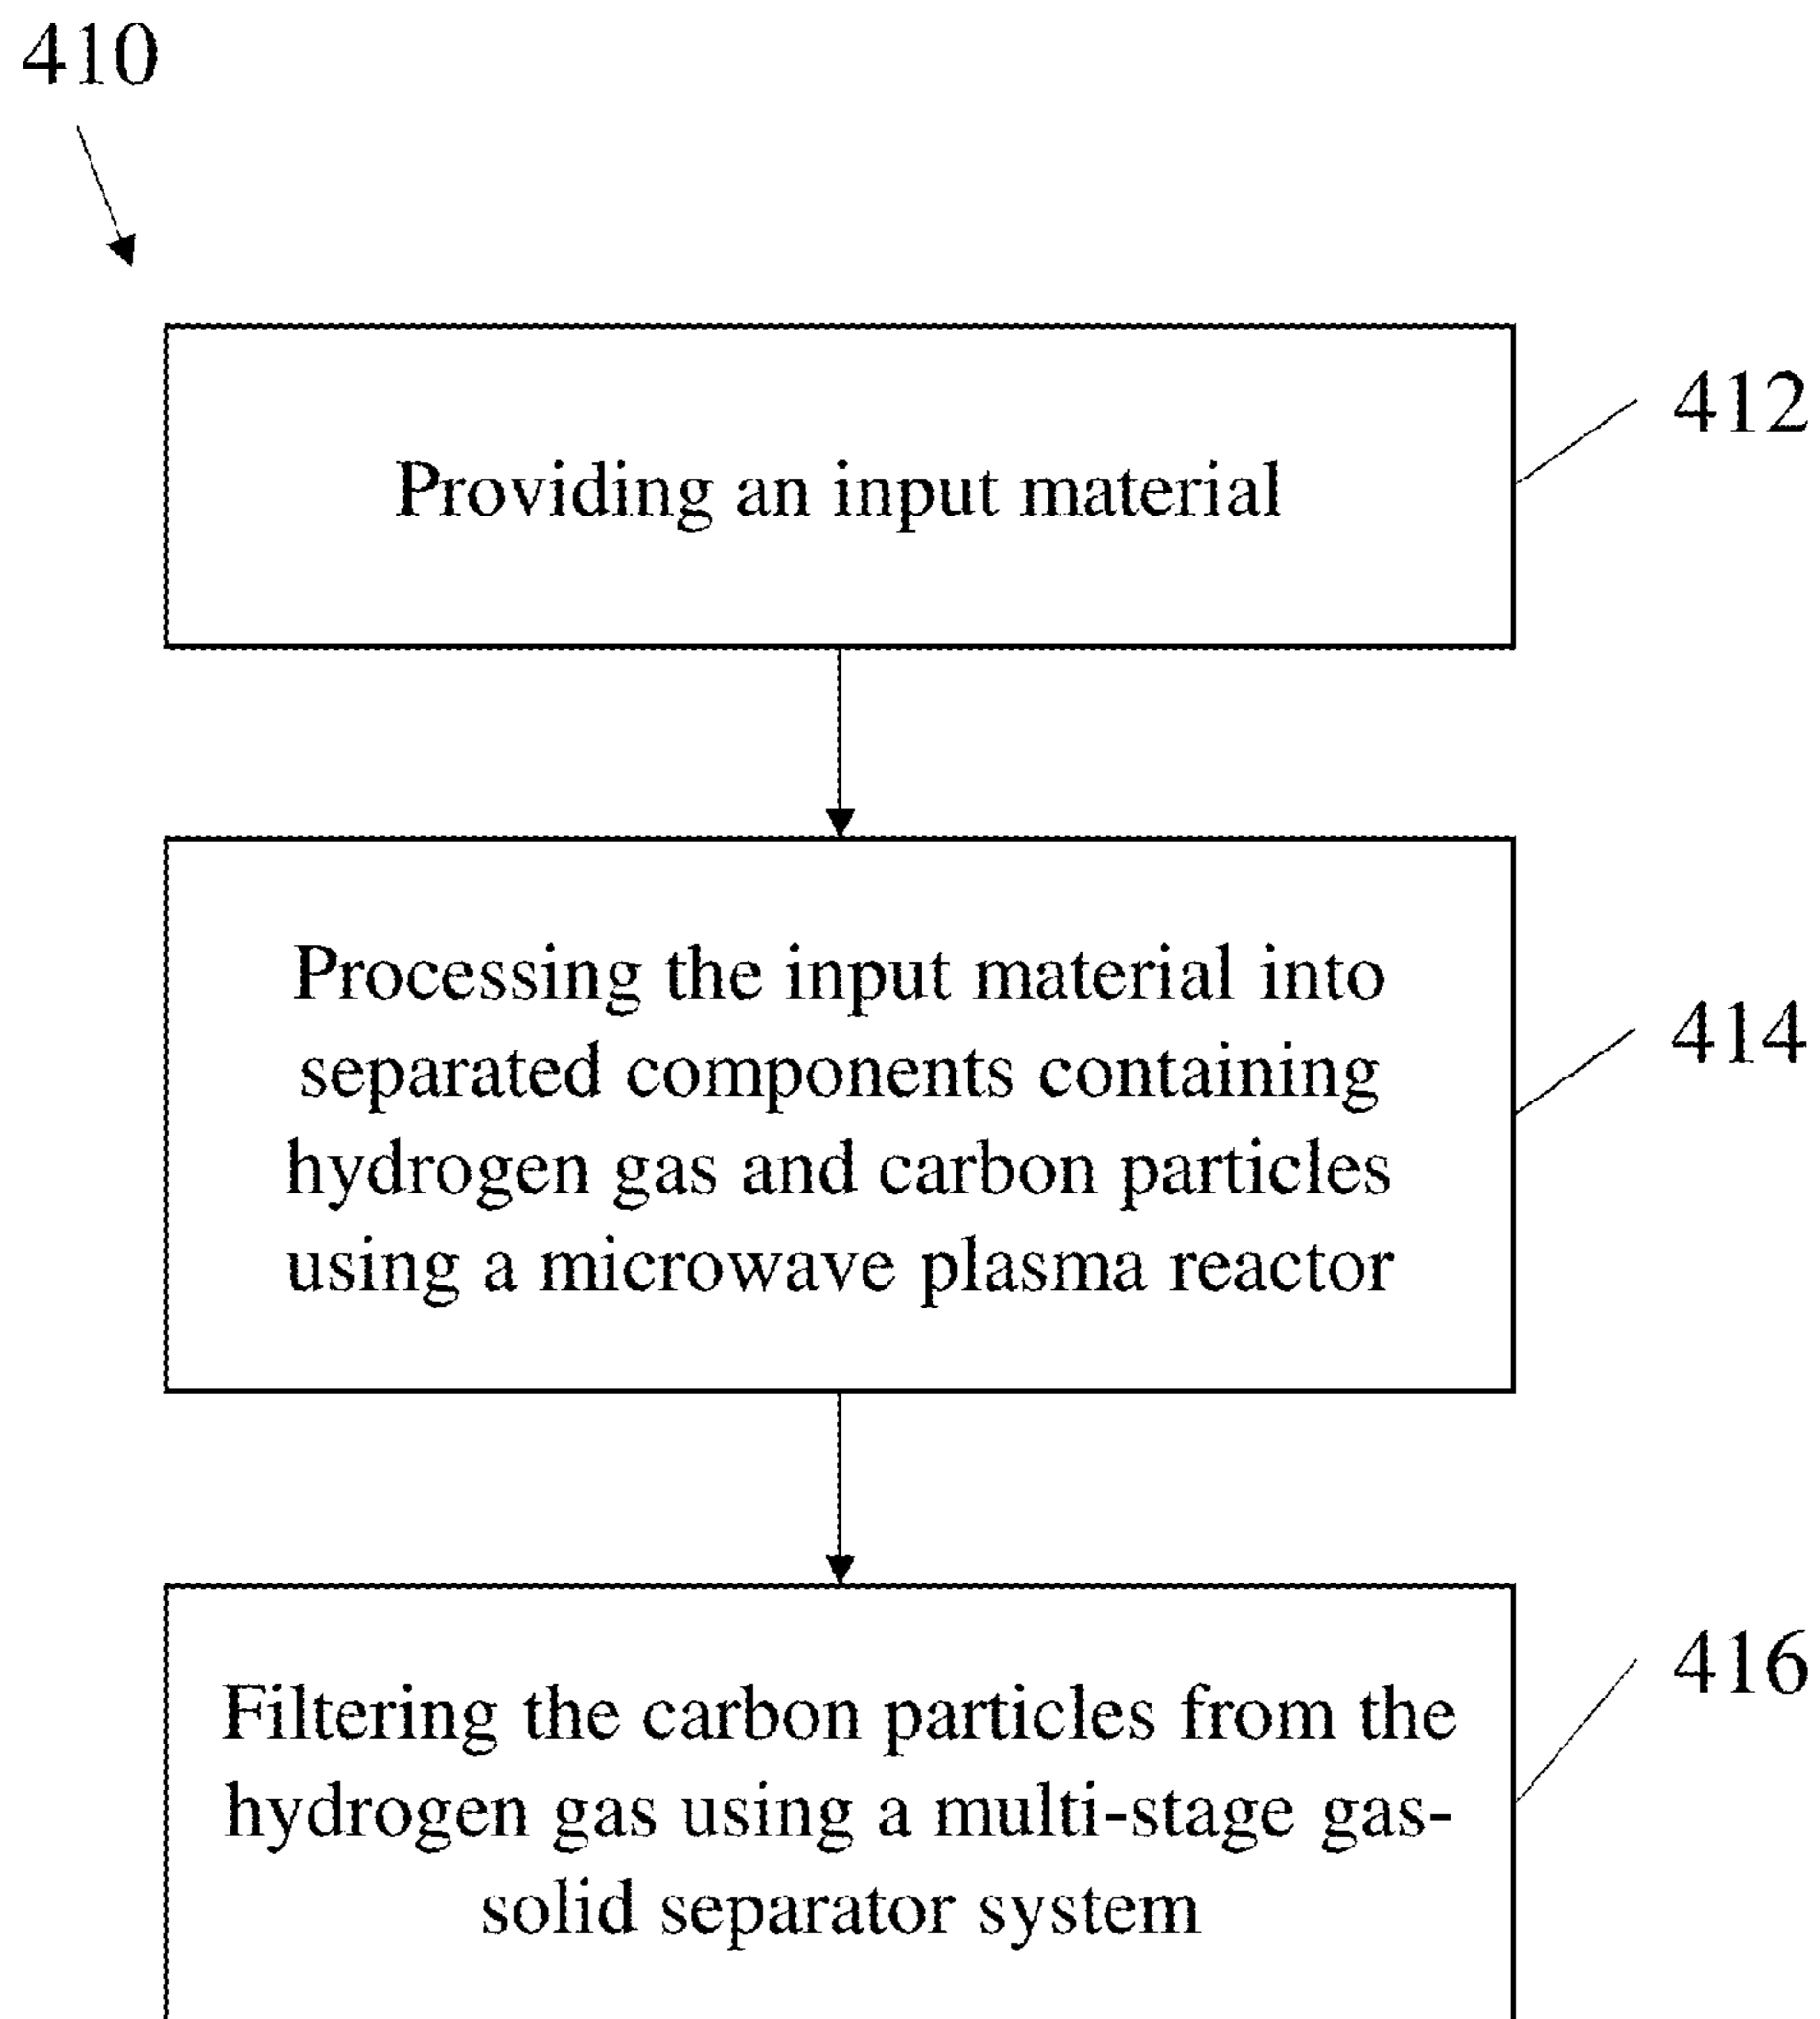 410
412
Providing an input material
Processing the input material into
separated components containing
hydrogen gas and carbon particles
using a microwave plasma reactor
414
Filtering the carbon particles from the
hydrogen gas using a multi-stage gas-
solid separator system
416